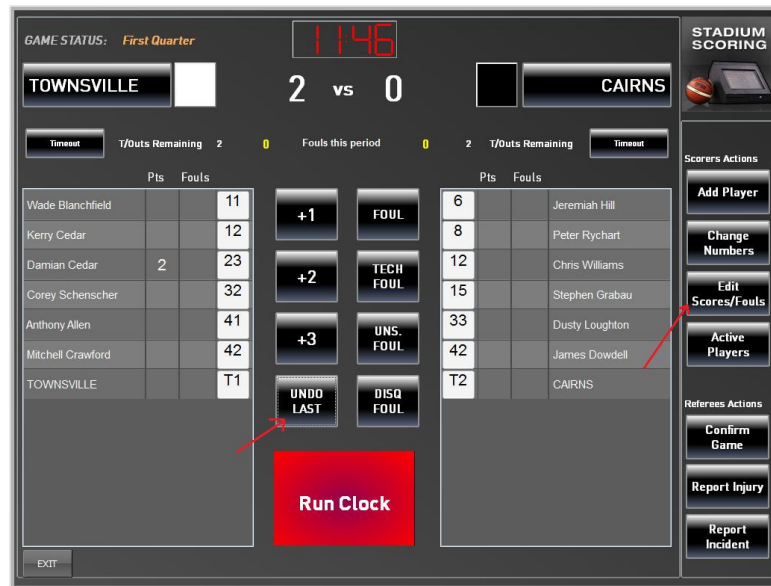 GAME STATUS: First Quarter
11:46
STADIUM
SCORING
TOWNSVILLE
2 vs 0
CAIRNS
Timeout T/Outs Remaining 2 0 Fouls this period 0 2 T/Outs Remaining Timeout
Pts Fouls
Wade Blanchfield 11
Kerry Cedar 12
Damian Cedar 2 23
Corey Schenscher 32
Anthony Allen 41
Mitchell Crawford 42
TOWNSVILLE T1
+1
FOUL
+2
TECH
FOUL
+3
UNS.
FOUL
UNDO
LAST
DISQ
FOUL
Run Clock
Pts Fouls
6 Jeremiah Hill
8 Peter Rychart
12 Chris Williams
15 Stephen Grabau
33 Dusty Loughton
42 James Dowdell
T2 CAIRNS
Scorers Actions
Add Player
Change
Numbers
Edit
Scores/Fouls
Active
Players
Referees Actions
Confirm
Game
Report Injury
Report
Incident
EXIT